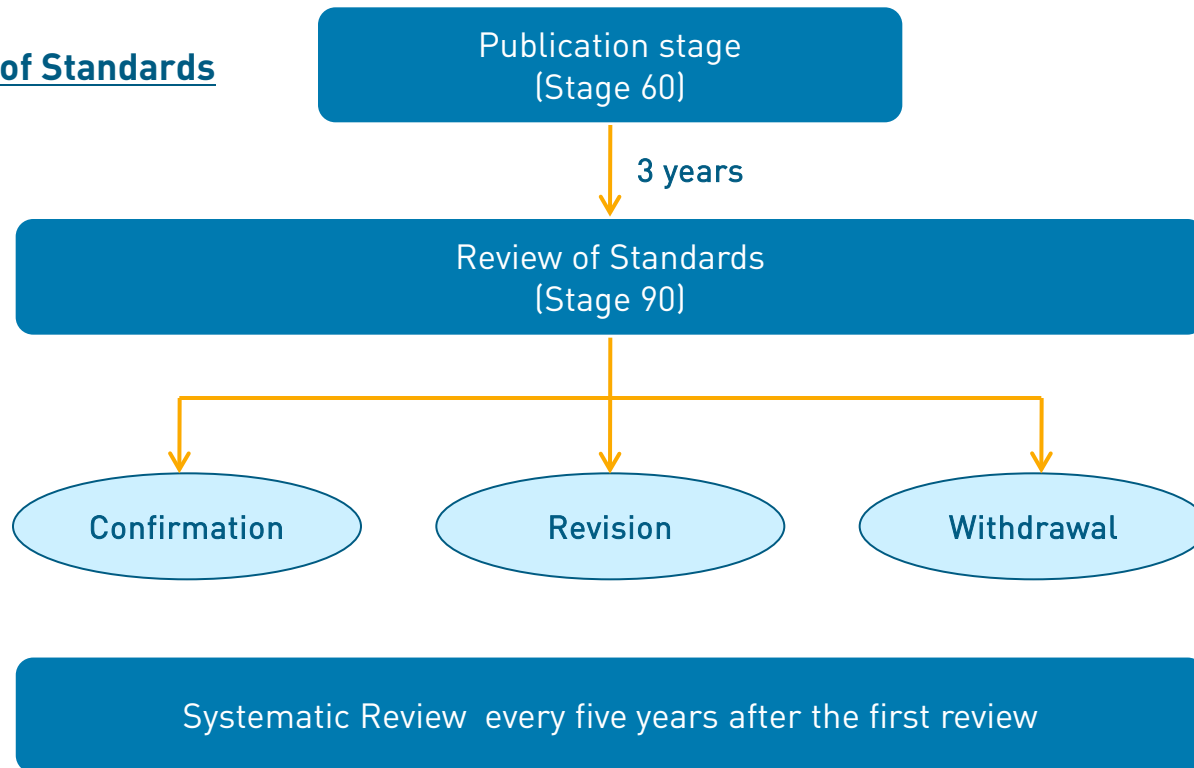 of Standards
Publication stage
(Stage 60)
3 years
Review of Standards
(Stage 90)
Confirmation
Revision
Withdrawal
Systematic Review  every five years after the first review